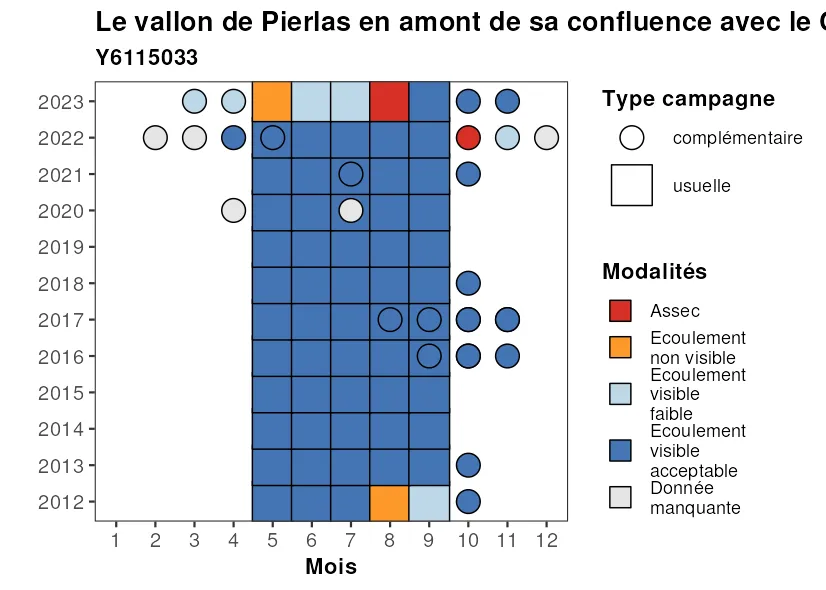 Le vallon de Pierlas en amont de sa confluence avec le
Y6115033
2023
2022
2021
2020
2019
2018
2017
2016
2015
2014
2013
2012
1 2 3 4 5 6 7 8 9 10 11 12
Mois
Type campagne
complémentaire
usuelle
Modalités
Assec
Ecoulement
non visible
Ecoulement
visible
faible
Ecoulement
visible
acceptable
Donnée
manquante